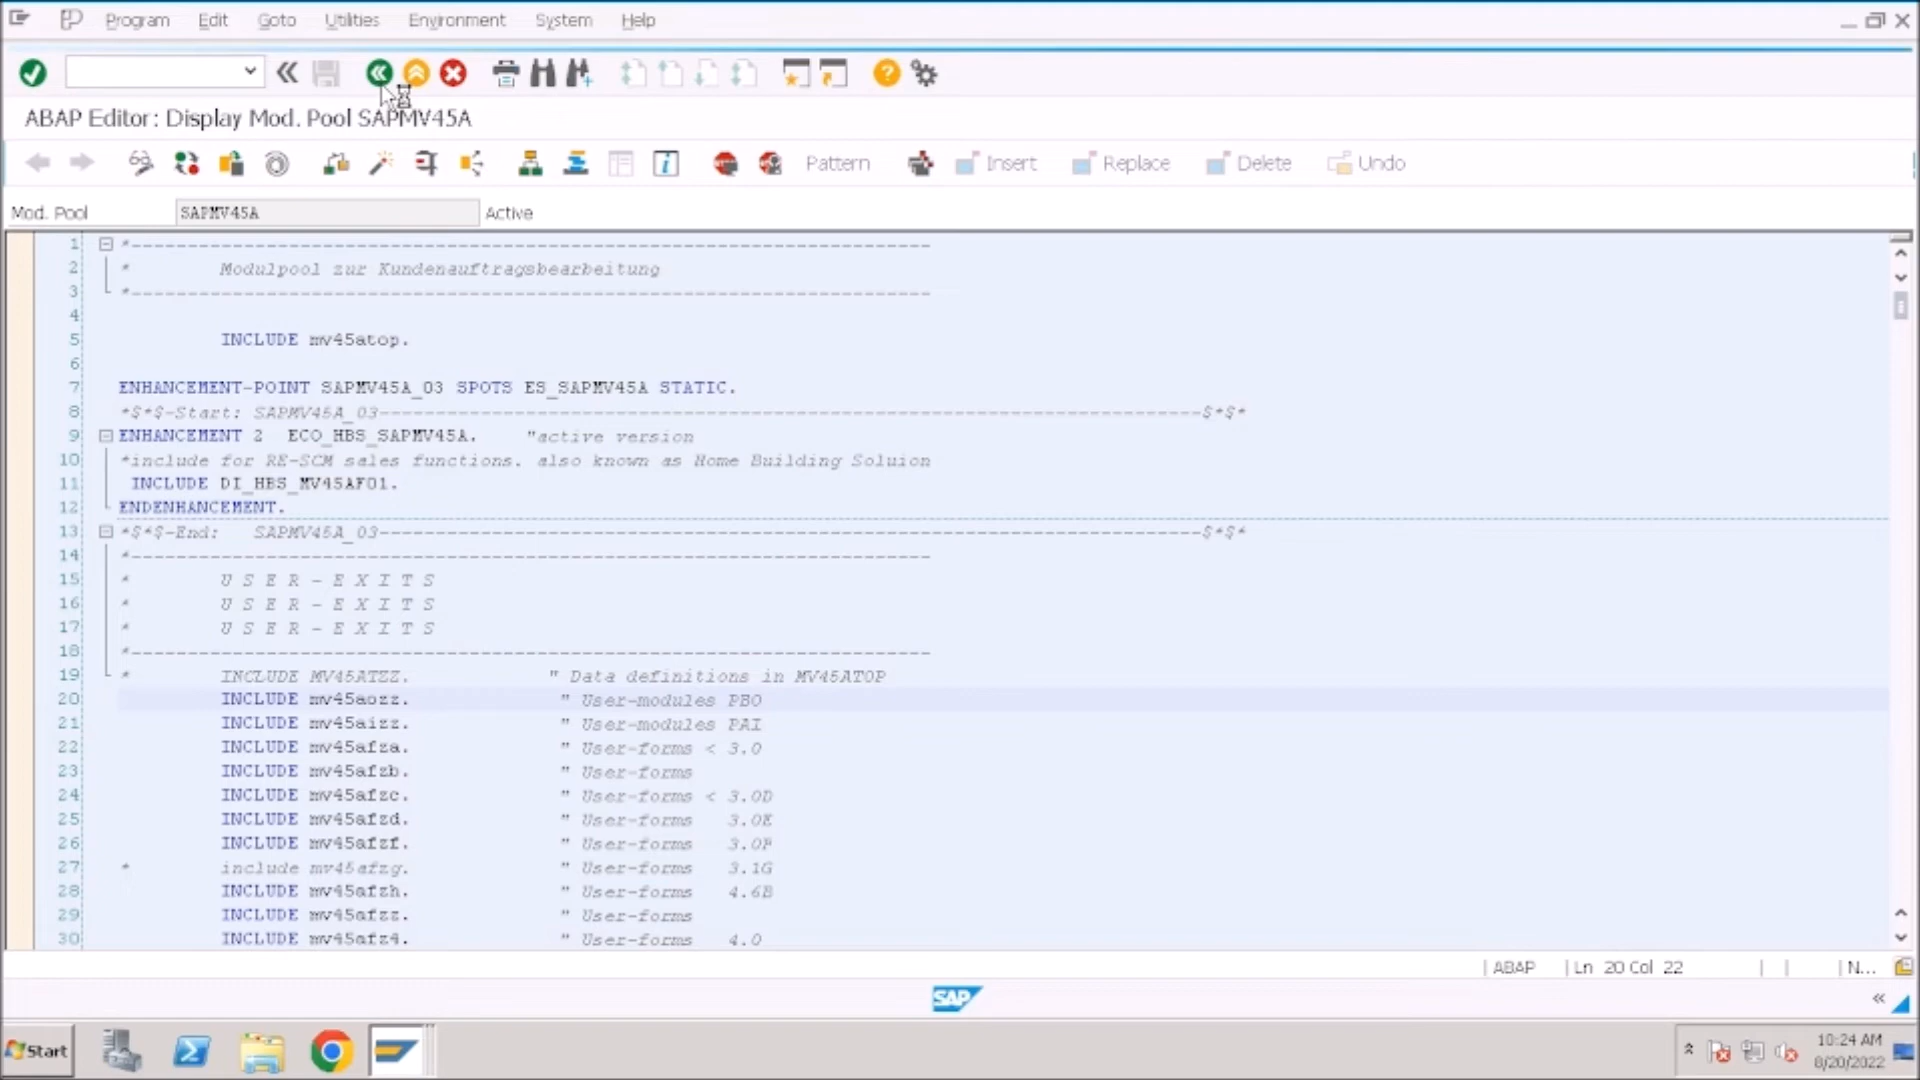 Program Edit Goto Utilities Environment System Help
ABAP Editor: Display Mod. Pool SAPMV45A
Pattern Insert Replace Delete Undo
Mod. Pool SAPMV45A Active
1 *------------------------------------------------------------------------
2 * Modulpool zur Kundenauftragsbearbeitung
3 *------------------------------------------------------------------------
4
5 INCLUDE mv45atop.
6
7 ENHANCEMENT-POINT SAPMV45A_03 SPOTS ES_SAPMV45A STATIC.
8 *$*$-Start: SAPMV45A_03--------------------------------------------------------------------------$*$*
9 ENHANCEMENT 2 ECO_HBS_SAPMV45A. "active version
10 *include for RE-SCM sales functions. also known as Home Building Soluion
11 INCLUDE DI_HBS_MV45AF01.
12 ENDENHANCEMENT.
13 *$*$-End: SAPMV45A_03--------------------------------------------------------------------------$*$*
14 *------------------------------------------------------------------------
15 * U S E R - E X I T S
16 * U S E R - E X I T S
17 * U S E R - E X I T S
18 *------------------------------------------------------------------------
19 * INCLUDE MV45ATZZ. " Data definitions in MV45ATOP
20 INCLUDE mv45aozz. " User-modules PBO
21 INCLUDE mv45aizz. " User-modules PAI
22 INCLUDE mv45afza. " User-forms < 3.0
23 INCLUDE mv45afzb. " User-forms
24 INCLUDE mv45afzc. " User-forms < 3.0D
25 INCLUDE mv45afzd. " User-forms 3.0E
26 INCLUDE mv45afzf. " User-forms 3.0F
27 * include mv45afzg. " User-forms 3.1G
28 INCLUDE mv45afzh. " User-forms 4.6B
29 INCLUDE mv45afzz. " User-forms
30 INCLUDE mv45afz4. " User-forms 4.0
ABAP Ln 20 Col 22 N...
SAP
Start
10:24 AM
8/20/2022